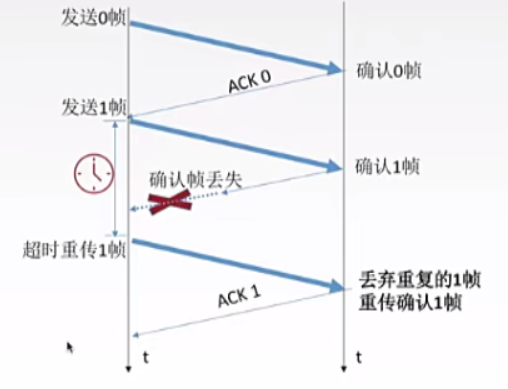 发送0帧
ACK 0
确认0帧
发送1帧
确认帧丢失
确认1帧
超时重传1帧
ACK 1
丢弃重复的1帧
重传确认1帧
t
t